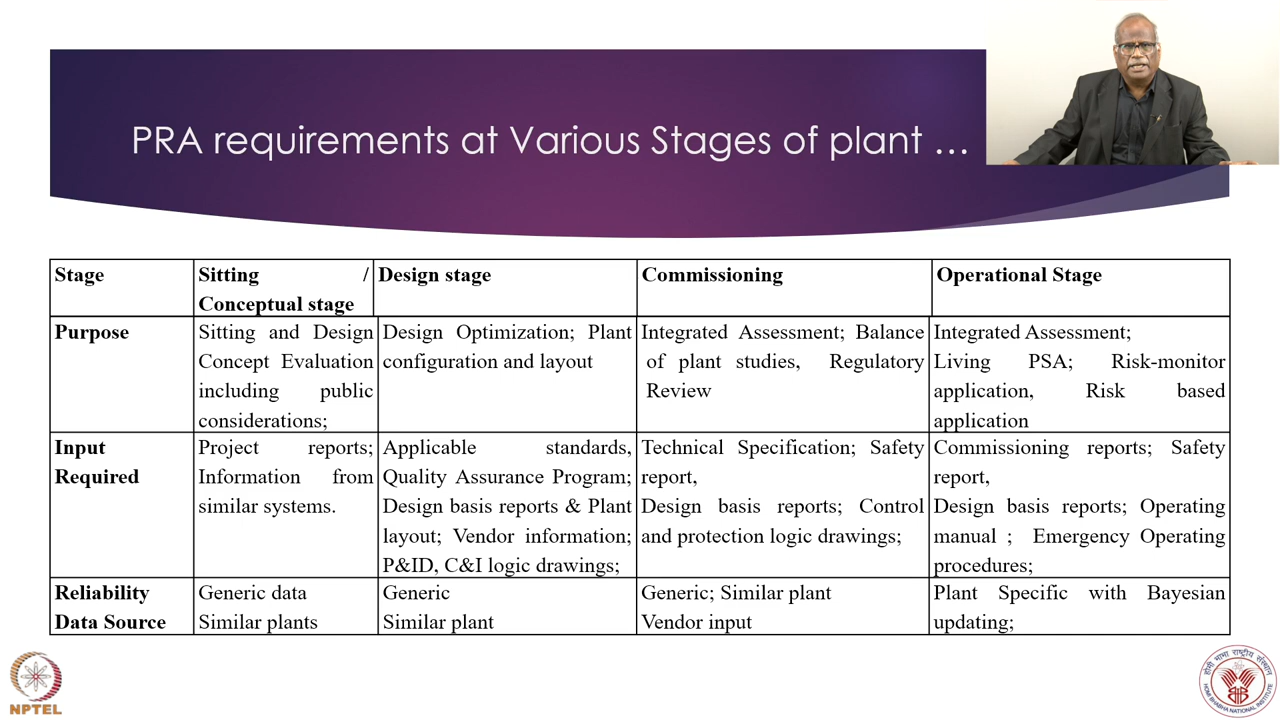 PRA requirements at Various Stages of plant …
Stage
Sitting /
Conceptual stage
Design stage
Commissioning
Operational Stage
Purpose
Sitting and Design
Concept Evaluation
including public
considerations;
Design Optimization; Plant
configuration and layout
Integrated Assessment; Balance
of plant studies, Regulatory
Review
Integrated Assessment;
Living PSA; Risk-monitor
application, Risk based
application
Input
Required
Project reports;
Information from
similar systems.
Applicable standards,
Quality Assurance Program;
Design basis reports & Plant
layout; Vendor information;
P&ID, C&I logic drawings;
Technical Specification; Safety
report,
Design basis reports; Control
and protection logic drawings;
Commissioning reports; Safety
report,
Design basis reports; Operating
manual ; Emergency Operating
procedures;
Reliability
Data Source
Generic data
Similar plants
Generic
Similar plant
Generic; Similar plant
Vendor input
Plant Specific with Bayesian
updating;
NPTEL
होमी भाभा राष्ट्रीय संस्थान
HOMI BHABHA NATIONAL INSTITUTE